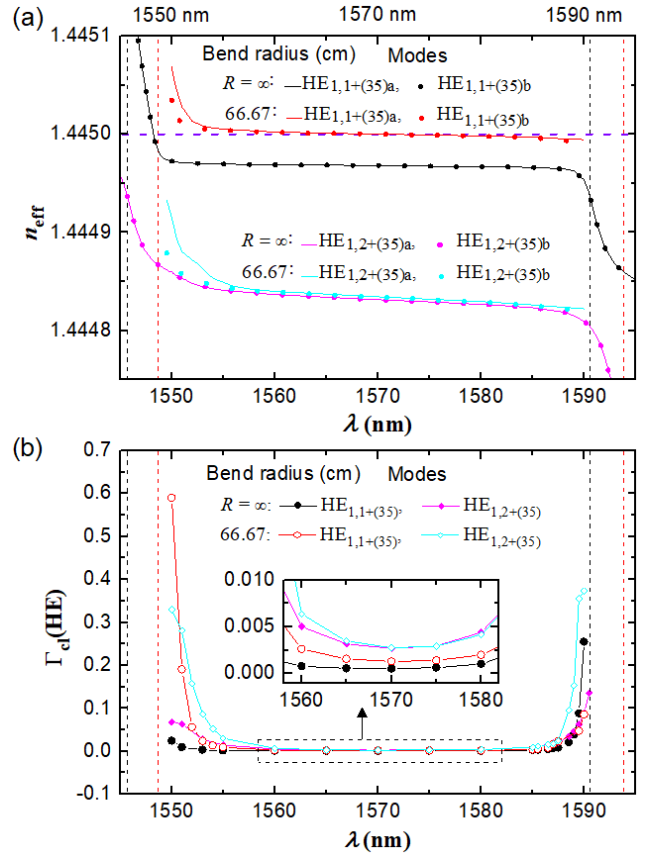 (a)
1550 nm 1570 nm 1590 nm
1.4451
1.4450
1.4449
1.4448
n_eff
Bend radius (cm) Modes
R = ∞: HE1,1+(35)a, HE1,1+(35)b
66.67: HE1,1+(35)a, HE1,1+(35)b
R = ∞: HE1,2+(35)a, HE1,2+(35)b
66.67: HE1,2+(35)a, HE1,2+(35)b
1550 1560 1570 1580 1590
λ (nm)
(b)
0.7
0.6
0.5
0.4
0.3
0.2
0.1
0.0
-0.1
Γcl(HE)
Bend radius (cm) Modes
R = ∞: HE1,1+(35), HE1,2+(35)
66.67: HE1,1+(35), HE1,2+(35)
0.010
0.005
0.000
1560 1570 1580
1550 1560 1570 1580 1590
λ (nm)